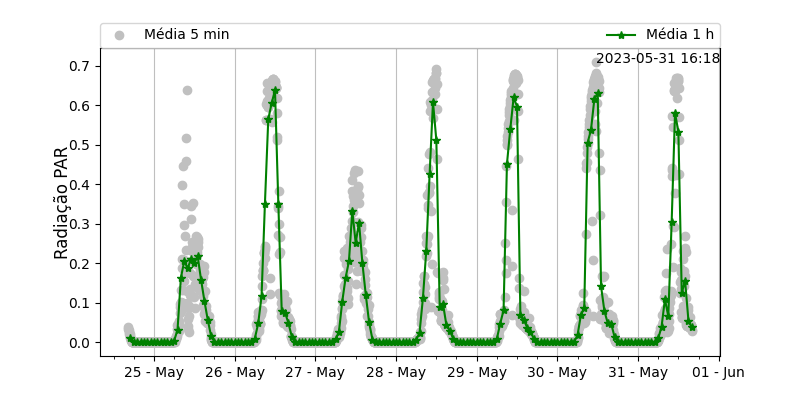 Média 5 min
Média 1 h
2023-05-31 16:18
Radiação PAR
0.7
0.6
0.5
0.4
0.3
0.2
0.1
0.0
25 - May
26 - May
27 - May
28 - May
29 - May
30 - May
31 - May
01 - Jun